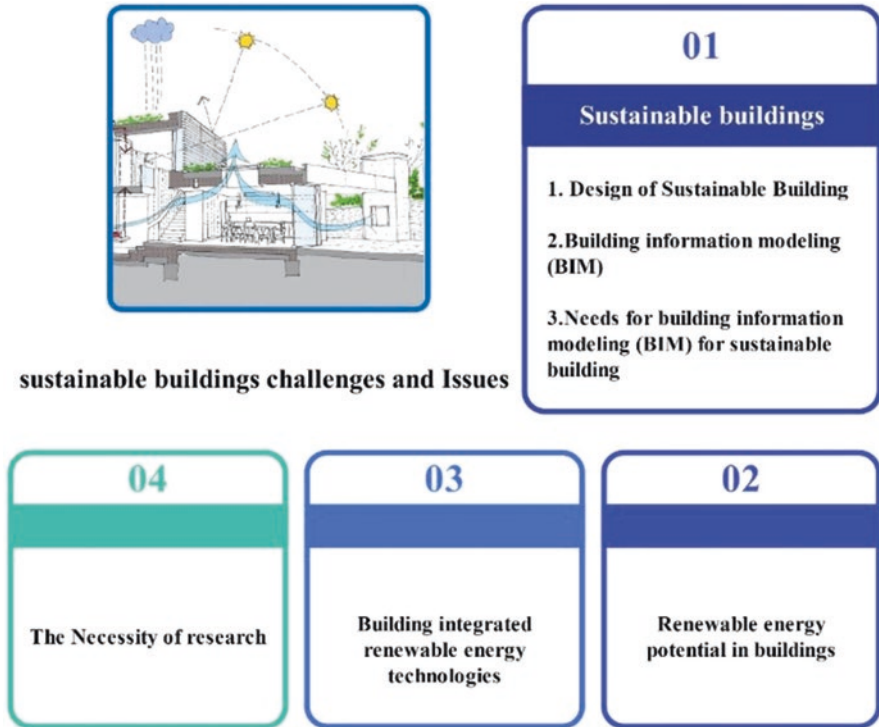 01
Sustainable buildings
1. Design of Sustainable Building
2.Building information modeling
(BIM)
3.Needs for building information
modeling (BIM) for sustainable
building
sustainable buildings challenges and Issues
04
The Necessity of research
03
Building integrated
renewable energy
technologies
02
Renewable energy
potential in buildings